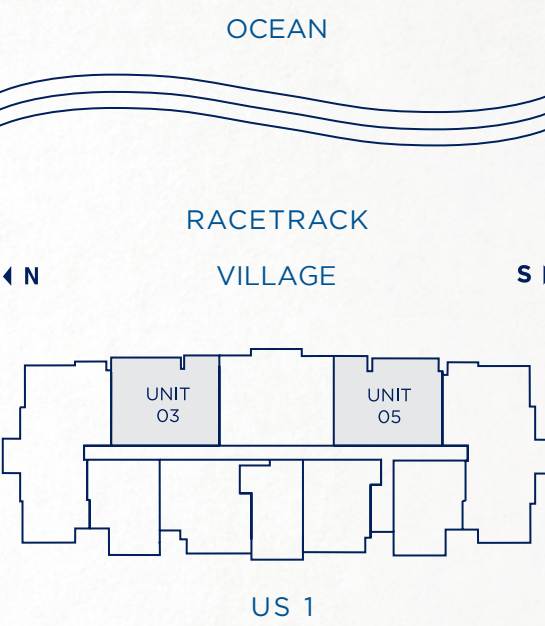 OCEAN
RACETRACK
N
VILLAGE
S
UNIT
03
UNIT
05
US 1